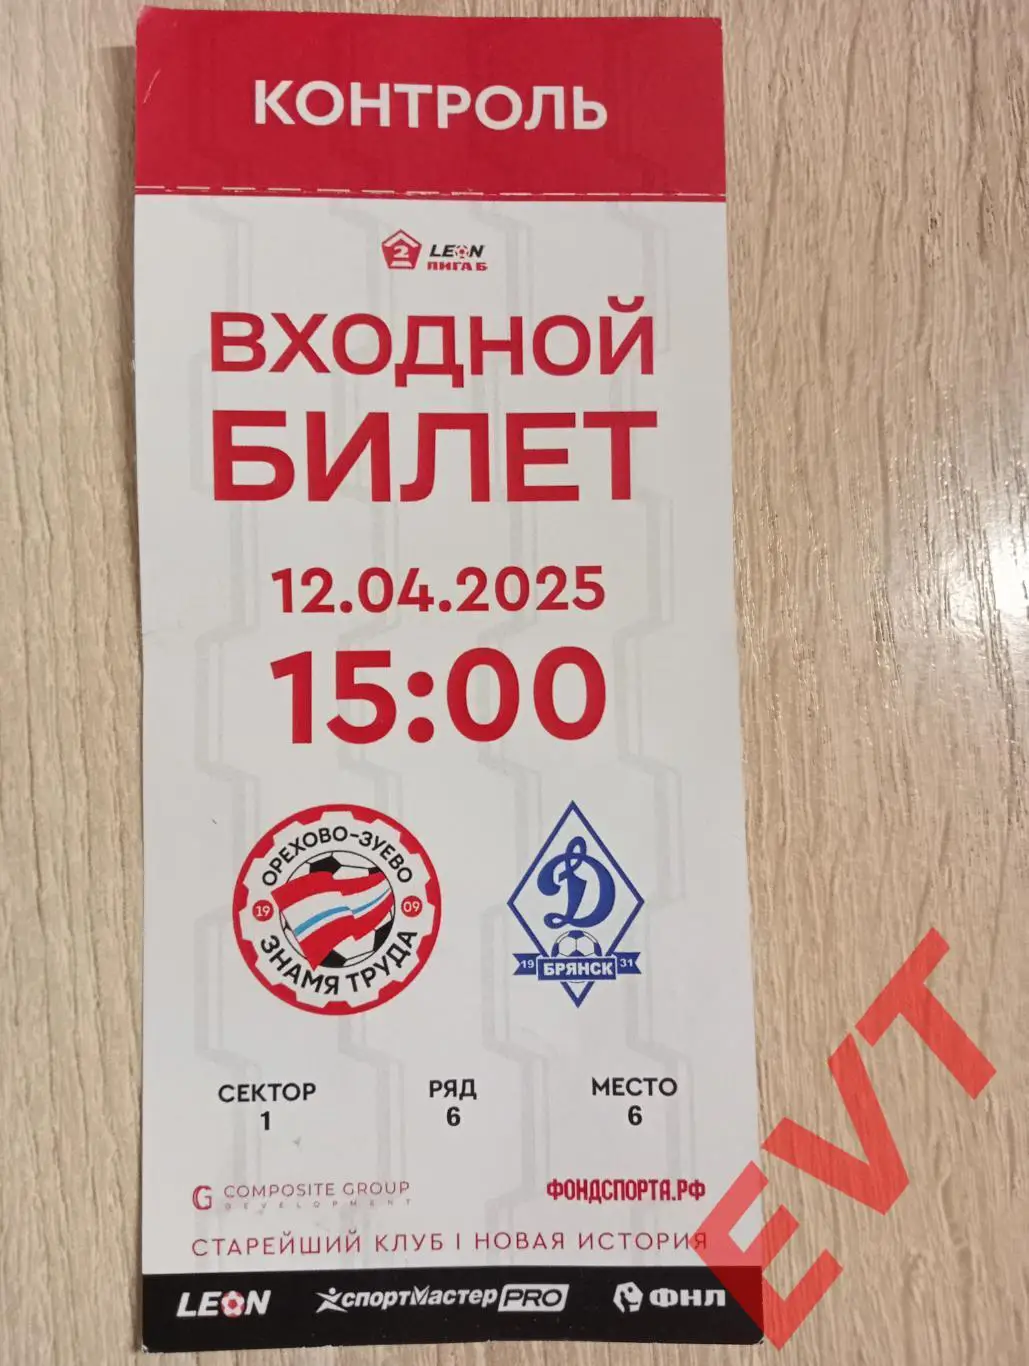 КОНТРОЛЬ
2 LEON
ЛИГА Б
ВХОДНОЙ
БИЛЕТ
12.04.2025
15:00
ОРЕХОВО-ЗУЕВО
19 09
ЗНАМЯ ТРУДА
Д
19 БРЯНСК 31
СЕКТОР РЯД МЕСТО
1 6 6
COMPOSITE GROUP
DEVELOPMENT
ФОНДСПОРТА.РФ
СТАРЕЙШИЙ КЛУБ | НОВАЯ ИСТОРИЯ
LEON спортмастер PRO ФНЛ
EVT